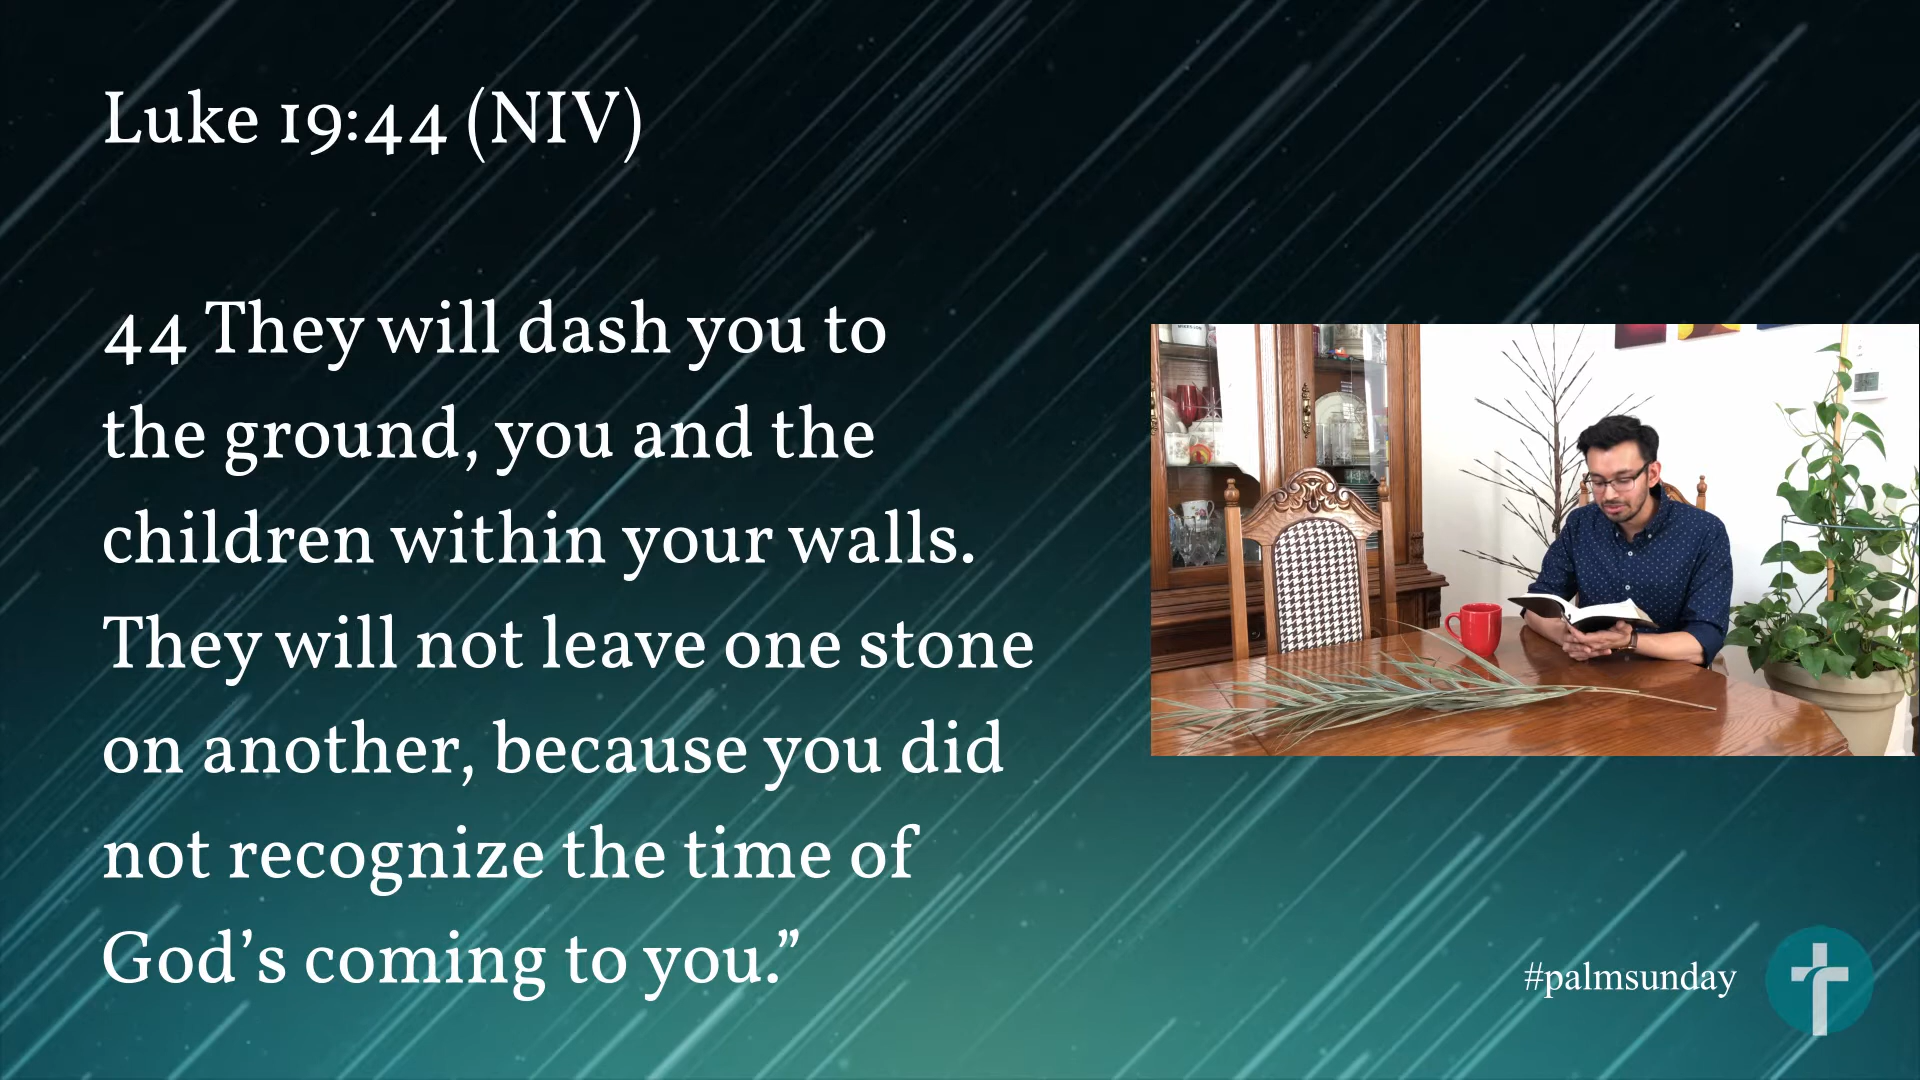 Luke 19:44 (NIV)
44 They will dash you to
the ground, you and the
children within your walls.
They will not leave one stone
on another, because you did
not recognize the time of
God’s coming to you.”
#palmsunday